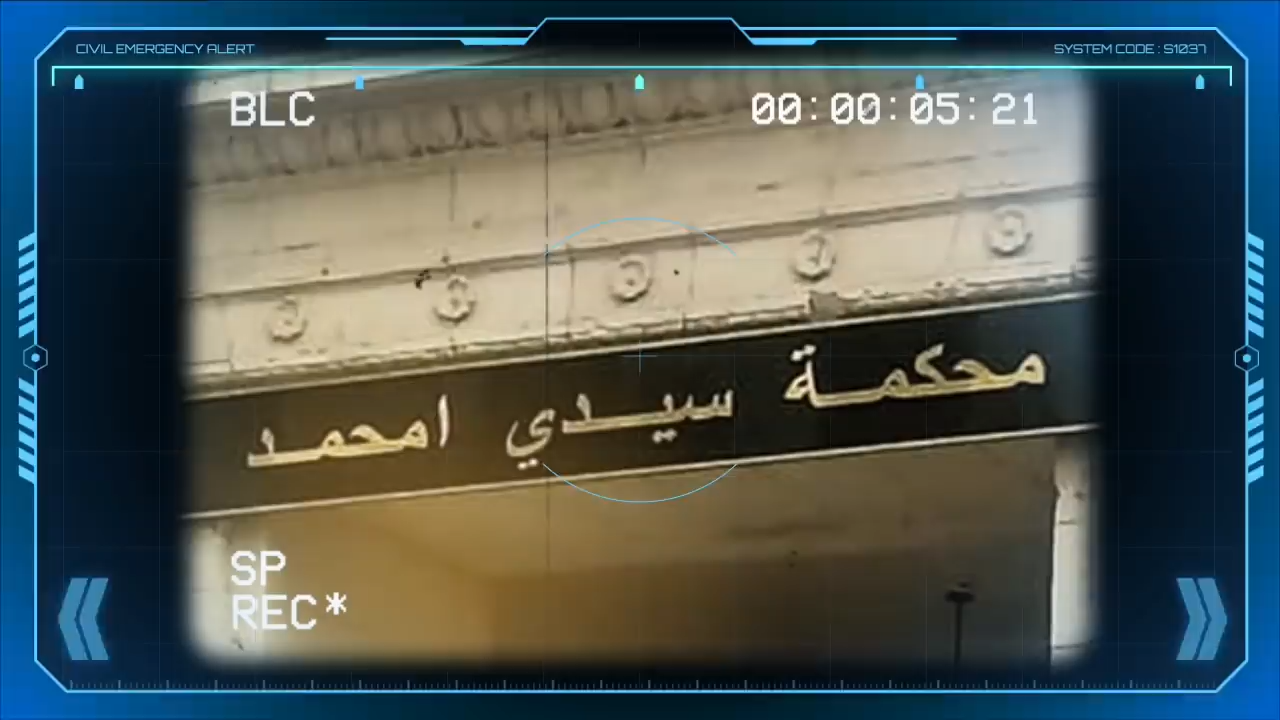 CIVIL EMERGENCY ALERT
SYSTEM CODE : S1037
BLC
00:00:05:21
محكمة سيدي امحمد
SP
REC*